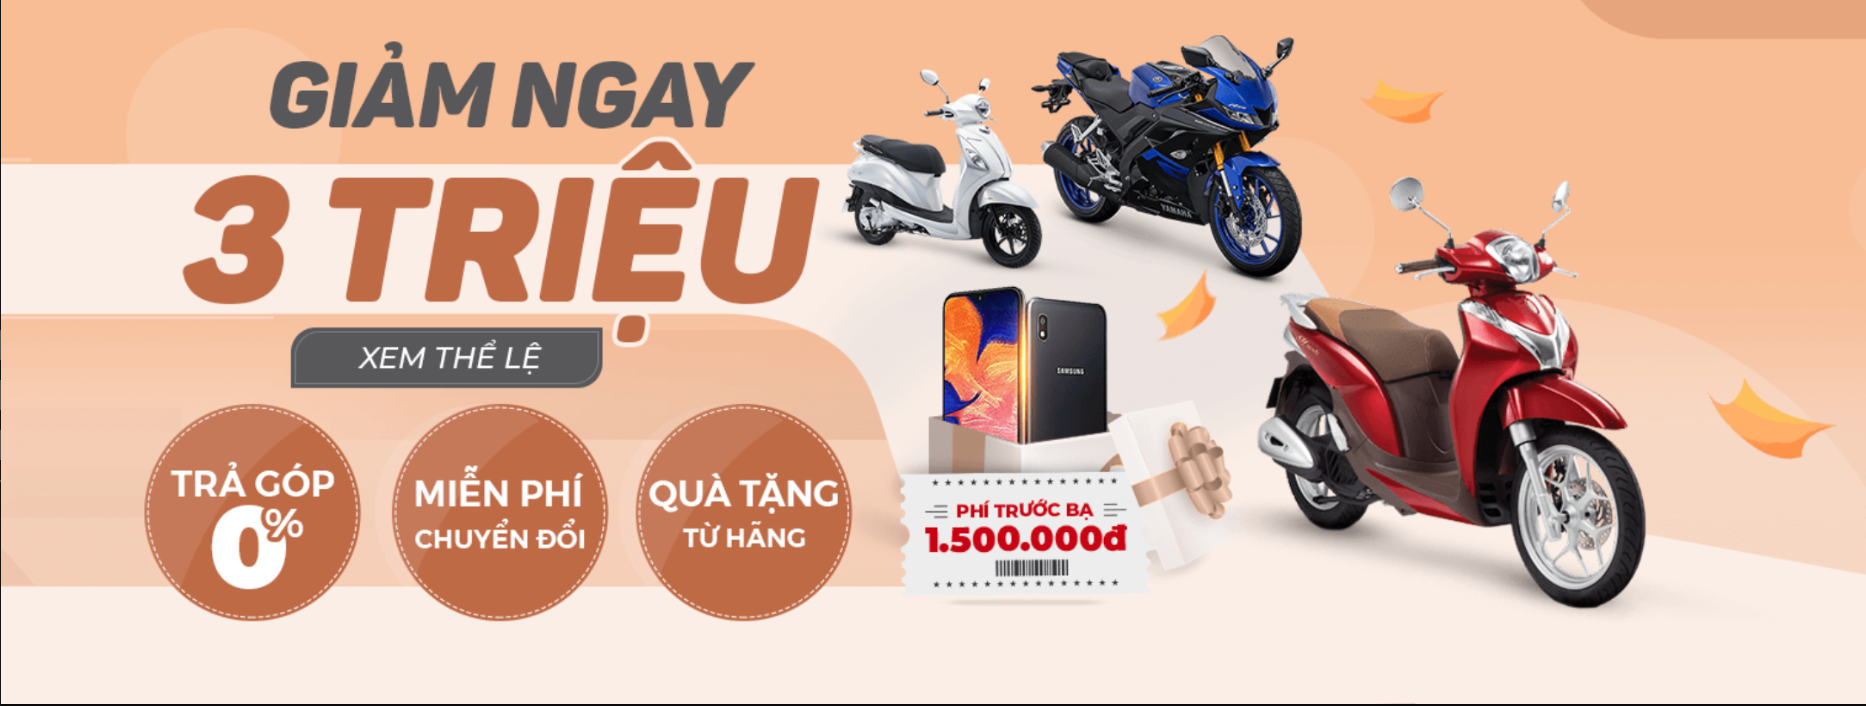 GIẢM NGAY
3 TRIỆU
XEM THỂ LỆ
TRẢ GÓP
0%
MIỄN PHÍ
CHUYỂN ĐỔI
QUÀ TẶNG
TỪ HÃNG
SAMSUNG
PHÍ TRƯỚC BẠ
1.500.000đ
YAMAHA